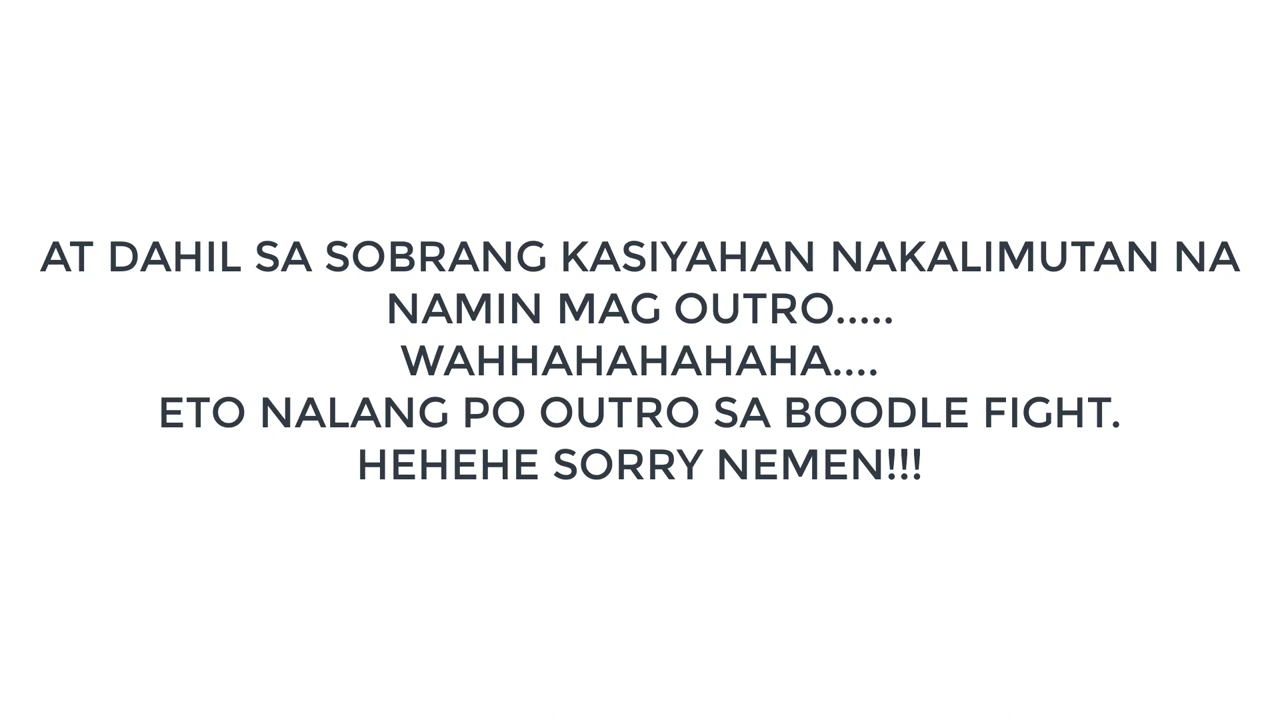 AT DAHIL SA SOBRANG KASIYAHAN NAKALIMUTAN NA
NAMIN MAG OUTRO.....
WAHHAHAHAHAHA....
ETO NALANG PO OUTRO SA BOODLE FIGHT.
HEHEHE SORRY NEMEN!!!